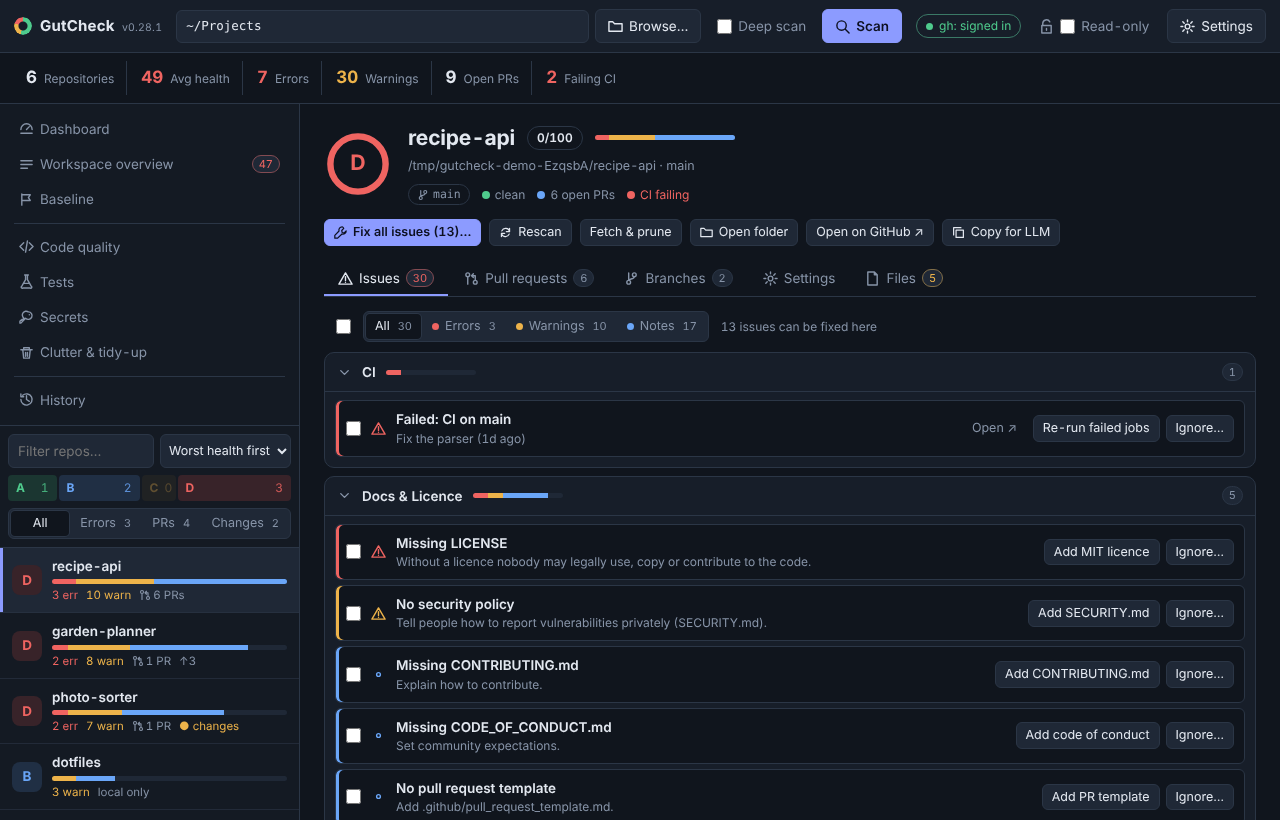 GutCheck v0.28.1 ~/Projects Browse... Deep scan Scan gh: signed in Read-only Settings
6 Repositories 49 Avg health 7 Errors 30 Warnings 9 Open PRs 2 Failing CI
Dashboard
Workspace overview 47
Baseline
Code quality
Tests
Secrets
Clutter & tidy-up
History
Filter repos... Worst health first
A 1 B 2 C 0 D 3
All Errors 3 PRs 4 Changes 2
D recipe-api
3 err 10 warn 6 PRs
D garden-planner
2 err 8 warn 1 PR ↑3
D photo-sorter
2 err 7 warn 1 PR changes
B dotfiles
3 warn local only
D recipe-api 0/100
/tmp/gutcheck-demo-EzqsbA/recipe-api · main
main clean 6 open PRs CI failing
Fix all issues (13)... Rescan Fetch & prune Open folder Open on GitHub ↗ Copy for LLM
Issues 30 Pull requests 6 Branches 2 Settings Files 5
All 30 Errors 3 Warnings 10 Notes 17 13 issues can be fixed here
CI 1
Failed: CI on main
Fix the parser (1d ago)
Open ↗ Re-run failed jobs Ignore...
Docs & Licence 5
Missing LICENSE
Without a licence nobody may legally use, copy or contribute to the code.
Add MIT licence Ignore...
No security policy
Tell people how to report vulnerabilities privately (SECURITY.md).
Add SECURITY.md Ignore...
Missing CONTRIBUTING.md
Explain how to contribute.
Add CONTRIBUTING.md Ignore...
Missing CODE_OF_CONDUCT.md
Set community expectations.
Add code of conduct Ignore...
No pull request template
Add .github/pull_request_template.md.
Add PR template Ignore...